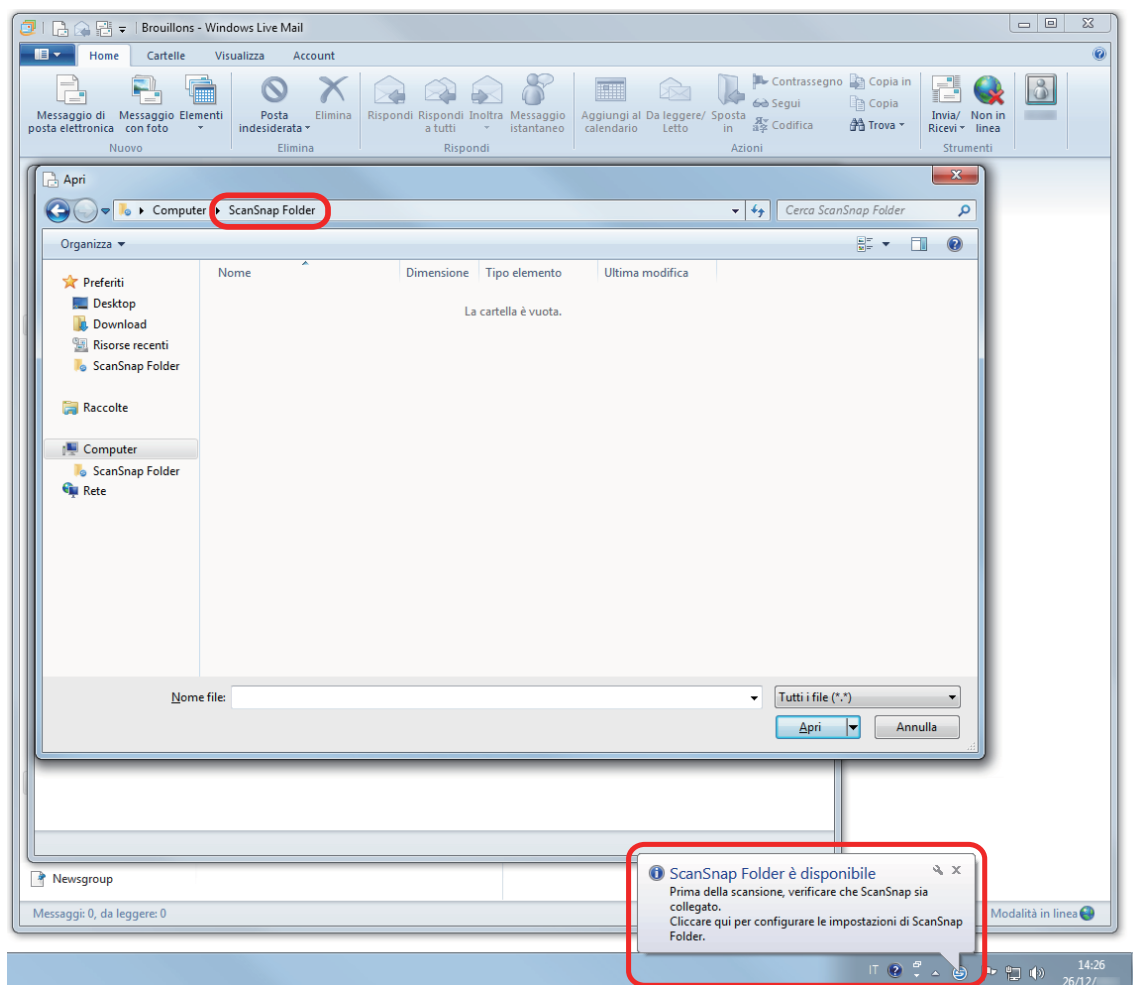 Brouillons - Windows Live Mail
Home Cartelle Visualizza Account
Messaggio di posta elettronica
Messaggio con foto
Elementi
Posta indesiderata
Elimina
Rispondi
Rispondi a tutti
Inoltra
Messaggio istantaneo
Aggiungi al calendario
Da leggere/ Letto
Sposta in
Contrassegno
Segui
Codifica
Copia in
Copia
Trova
Invia/ Ricevi
Non in linea
Nuovo Elimina Rispondi Azioni Strumenti
Apri
Computer ScanSnap Folder
Cerca ScanSnap Folder
Organizza
Nome Dimensione Tipo elemento Ultima modifica
La cartella è vuota.
Preferiti
Desktop
Download
Risorse recenti
ScanSnap Folder
Raccolte
Computer
ScanSnap Folder
Rete
Nome file:
Tutti i file (*.*)
Apri Annulla
Newsgroup
Messaggi: 0, da leggere: 0
ScanSnap Folder è disponibile
Prima della scansione, verificare che ScanSnap sia
collegato.
Cliccare qui per configurare le impostazioni di ScanSnap
Folder.
Modalità in linea
IT
14:26
26/12/